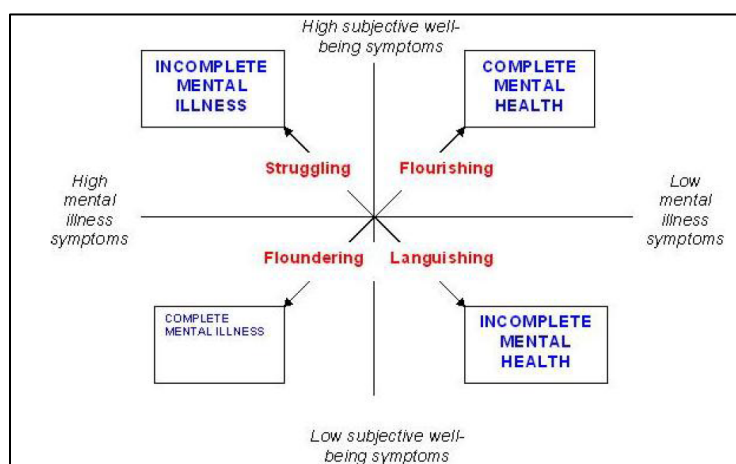 High subjective well-
being symptoms
INCOMPLETE
MENTAL
ILLNESS
COMPLETE
MENTAL
HEALTH
Struggling
Flourishing
High
mental
illness
symptoms
Low
mental
illness
symptoms
Floundering
Languishing
COMPLETE
MENTAL ILLNESS
INCOMPLETE
MENTAL
HEALTH
Low subjective well-
being symptoms